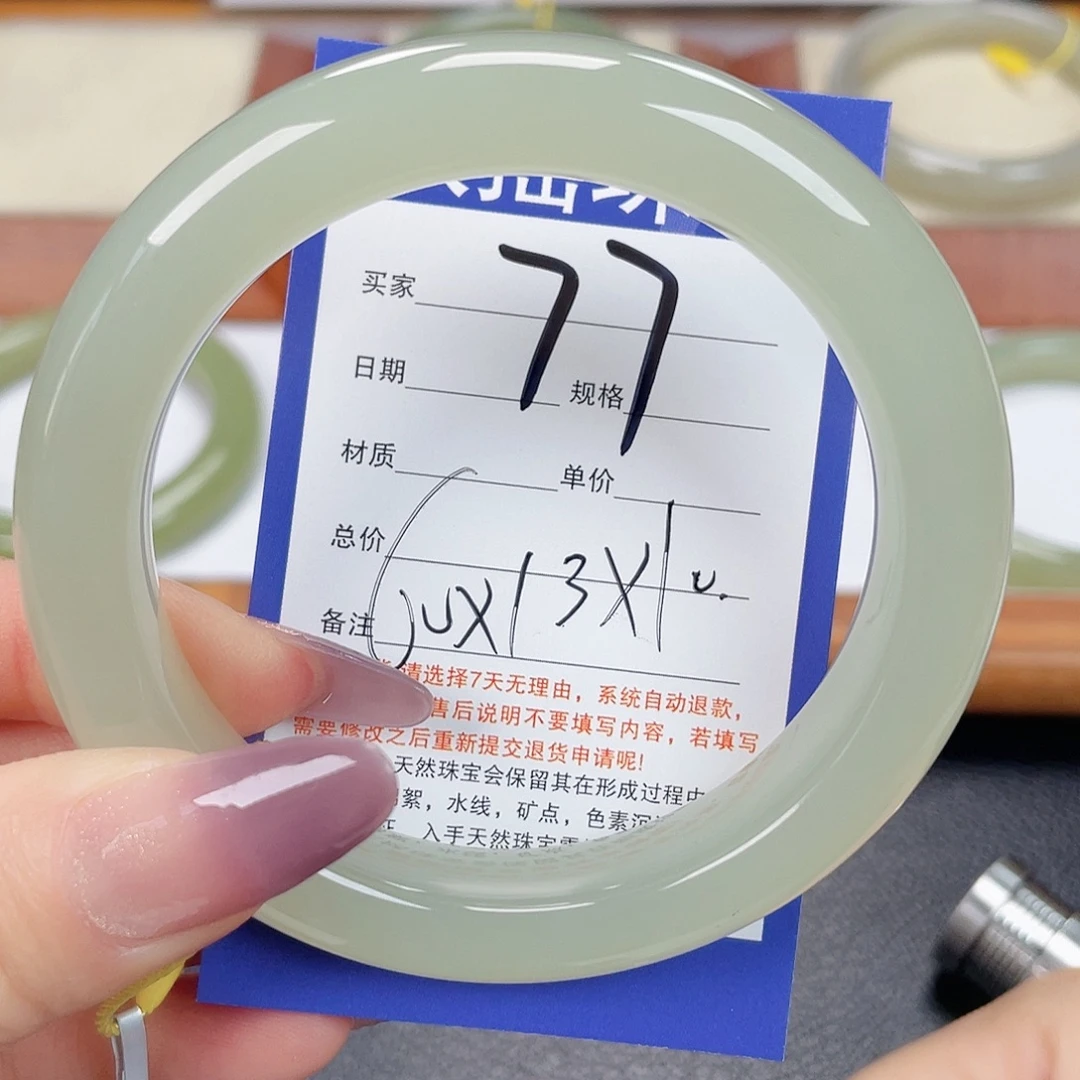 77
买家
日期 规格
材质 单价
总价
备注
请选择7天无理由，系统自动退款，
售后说明不要填写内容，若填写
需要修改之后重新提交退货申请呢!
天然珠宝会保留其在形成过程中
絮，水线，矿点，色素沉
入手天然珠宝需